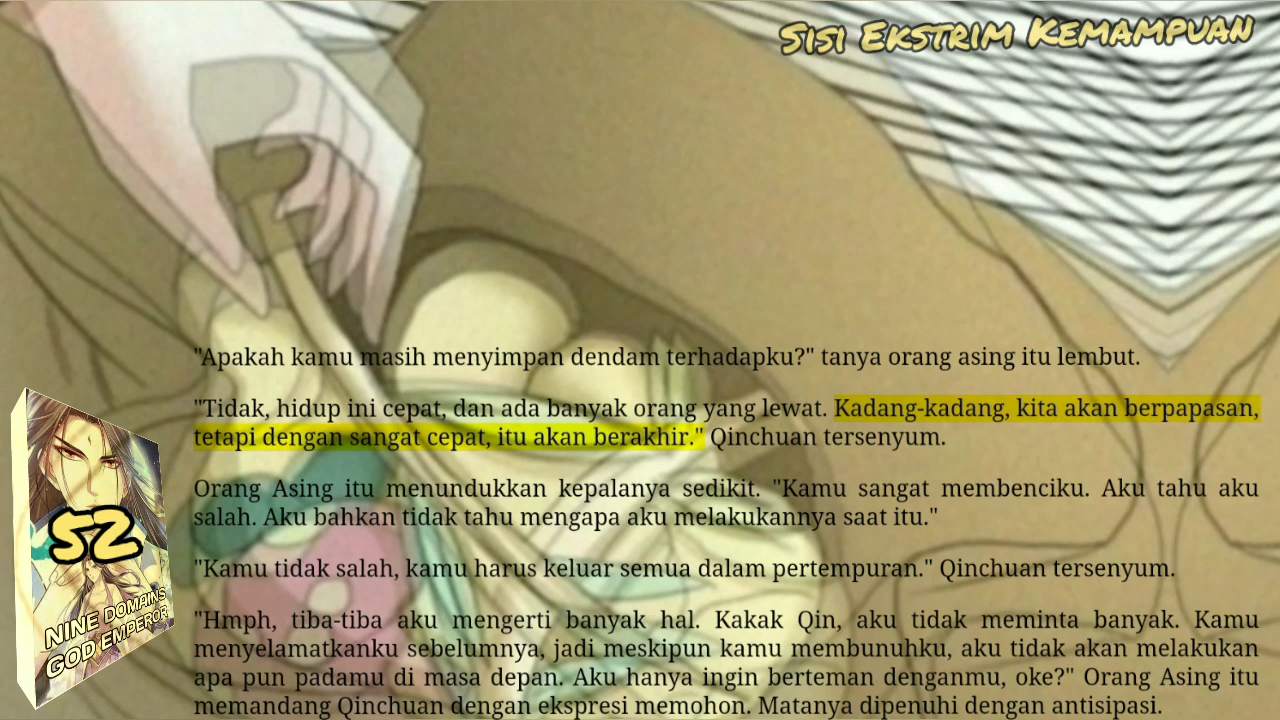 Sisi Ekstrim Kemampuan
"Apakah kamu masih menyimpan dendam terhadapku?" tanya orang asing itu lembut.
"Tidak, hidup ini cepat, dan ada banyak orang yang lewat. Kadang-kadang, kita akan berpapasan,
tetapi dengan sangat cepat, itu akan berakhir." Qinchuan tersenyum.
Orang Asing itu menundukkan kepalanya sedikit. "Kamu sangat membenciku. Aku tahu aku
salah. Aku bahkan tidak tahu mengapa aku melakukannya saat itu."
"Kamu tidak salah, kamu harus keluar semua dalam pertempuran." Qinchuan tersenyum.
"Hmph, tiba-tiba aku mengerti banyak hal. Kakak Qin, aku tidak meminta banyak. Kamu
menyelamatkanku sebelumnya, jadi meskipun kamu membunuhku, aku tidak akan melakukan
apa pun padamu di masa depan. Aku hanya ingin berteman denganmu, oke?" Orang Asing itu
memandang Qinchuan dengan ekspresi memohon. Matanya dipenuhi dengan antisipasi.
52
NINE DOMAINS
GOD EMPEROR